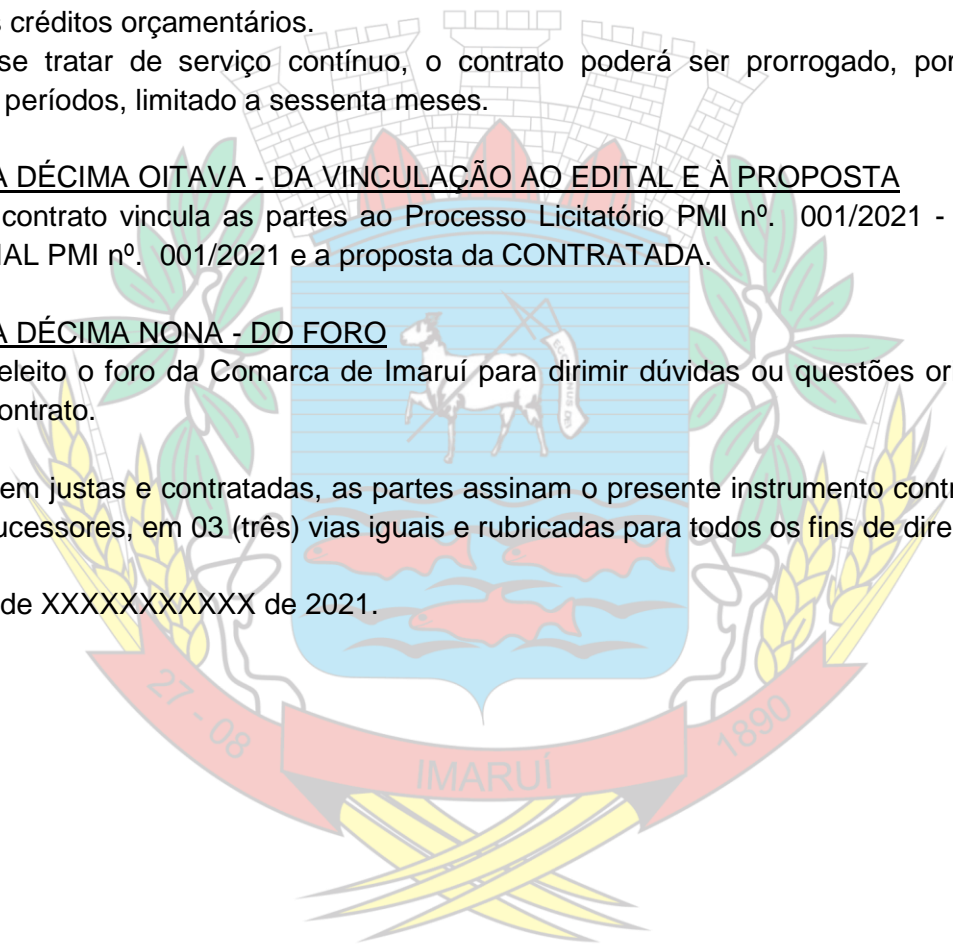 s créditos orçamentários.
se tratar de serviço contínuo, o contrato poderá ser prorrogado, por
períodos, limitado a sessenta meses.
A DÉCIMA OITAVA - DA VINCULAÇÃO AO EDITAL E À PROPOSTA
contrato vincula as partes ao Processo Licitatório PMI nº. 001/2021 -
IAL PMI nº. 001/2021 e a proposta da CONTRATADA.
A DÉCIMA NONA - DO FORO
eleito o foro da Comarca de Imaruí para dirimir dúvidas ou questões ori
ontrato.
em justas e contratadas, as partes assinam o presente instrumento contr
ucessores, em 03 (três) vias iguais e rubricadas para todos os fins de dire
de XXXXXXXXXXX de 2021.
27 - 08
IMARUÍ
1890